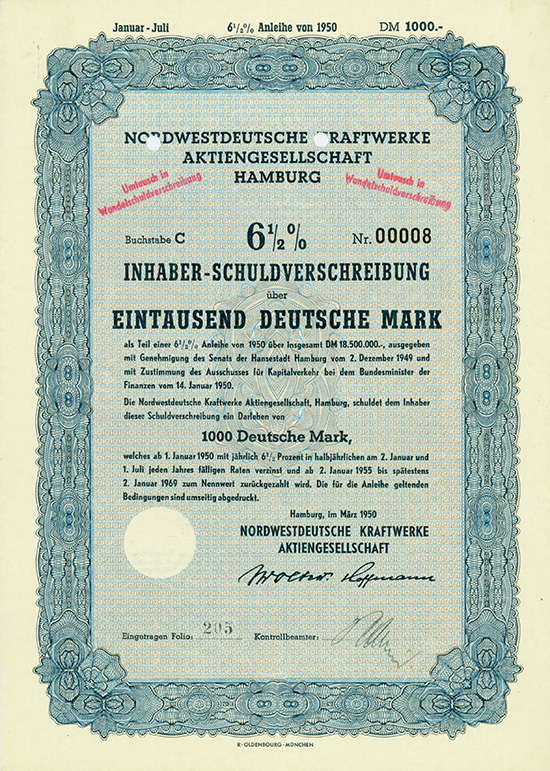 Januar - Juli 6½% Anleihe von 1950 DM 1000.-
NORDWESTDEUTSCHE KRAFTWERKE
AKTIENGESELLSCHAFT
HAMBURG
Umtausch in
Wandelschuldverschreibung
Umtausch in
Wandelschuldverschreibung
Buchstabe C 6½% Nr. 00008
INHABER-SCHULDVERSCHREIBUNG
über
EINTAUSEND DEUTSCHE MARK
als Teil einer 6½% Anleihe von 1950 über insgesamt DM 18.500.000.-, ausgegeben
mit Genehmigung des Senats der Hansestadt Hamburg vom 2. Dezember 1949 und
mit Zustimmung des Ausschusses für Kapitalverkehr bei dem Bundesminister der
Finanzen vom 14. Januar 1950.
Die Nordwestdeutsche Kraftwerke Aktiengesellschaft, Hamburg, schuldet dem Inhaber
dieser Schuldverschreibung ein Darlehen von
1000 Deutsche Mark,
welches ab 1. Januar 1950 mit jährlich 6½ Prozent in halbjährlichen am 2. Januar und
1. Juli jeden Jahres fälligen Raten verzinst und ab 2. Januar 1955 bis spätestens
2. Januar 1969 zum Nennwert zurückgezahlt wird. Die für die Anleihe geltenden
Bedingungen sind umseitig abgedruckt.
Hamburg, im März 1950
NORDWESTDEUTSCHE KRAFTWERKE
AKTIENGESELLSCHAFT
Hoffmann
Eingetragen Folio: 205 Kontrollbeamter:
R·OLDENBOURG·MÜNCHEN